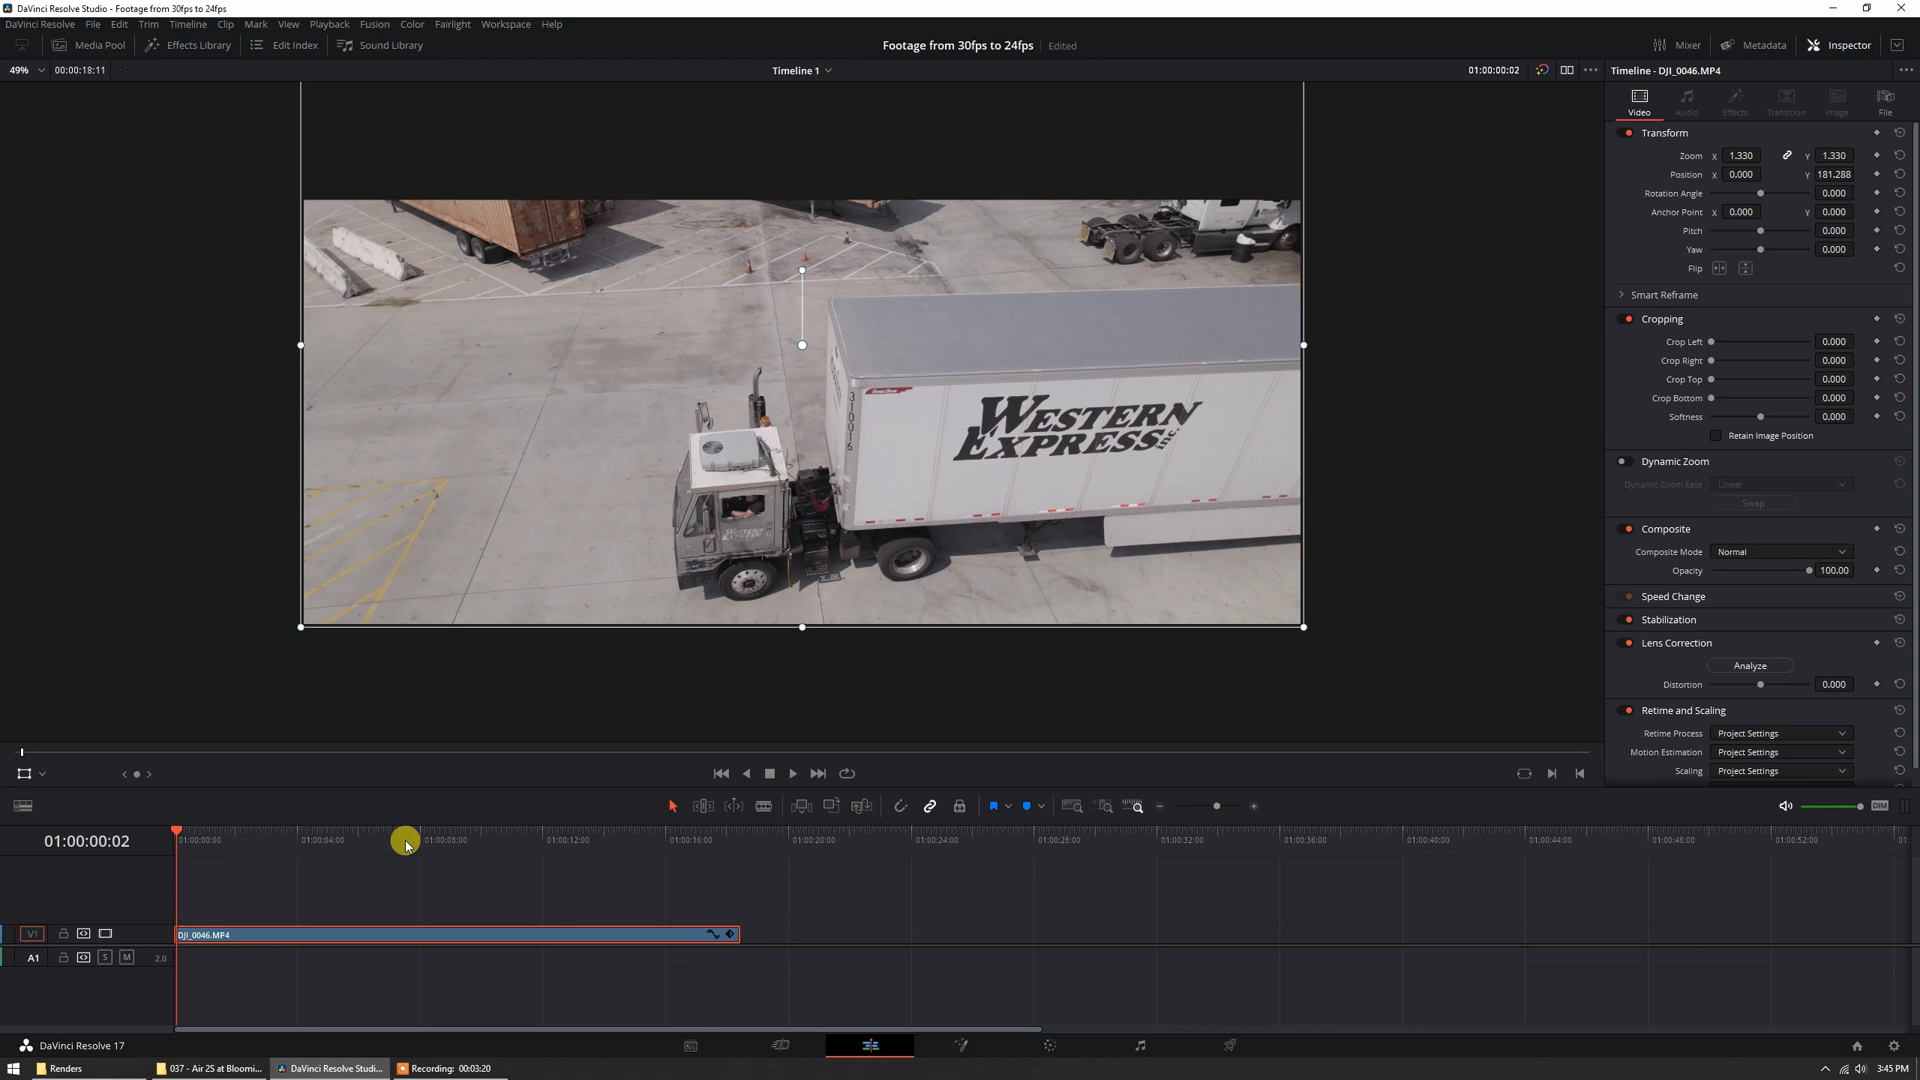 DaVinci Resolve Studio - Footage from 30fps to 24fps
DaVinci Resolve File Edit Trim Timeline Clip Mark View Playback Fusion Color Fairlight Workspace Help
Media Pool Effects Library Edit Index Sound Library Footage from 30fps to 24fps Edited Mixer Metadata Inspector
49% 00:00:18:11 Timeline 1 01:00:00:02 Timeline - DJI_0046.MP4
Video Audio Effects Transition Image File
Transform
Zoom X 1.330 Y 1.330
Position X 0.000 Y 181.288
Rotation Angle 0.000
Anchor Point X 0.000 Y 0.000
Pitch 0.000
Yaw 0.000
Flip
Smart Reframe
Cropping
Crop Left 0.000
Crop Right 0.000
Crop Top 0.000
Crop Bottom 0.000
Softness 0.000
Retain Image Position
Dynamic Zoom
Dynamic Zoom Ease Linear
Swap
Composite
Composite Mode Normal
Opacity 100.00
Speed Change
Stabilization
Lens Correction
Analyze
Distortion 0.000
Retime and Scaling
Retime Process Project Settings
Motion Estimation Project Settings
Scaling Project Settings
310016
WESTERN
EXPRESS INC.
WESTERN
EXPRESS
DIM
01:00:00:02 01:00:00:00 01:00:04:00 01:00:08:00 01:00:12:00 01:00:16:00 01:00:20:00 01:00:24:00 01:00:28:00 01:00:32:00 01:00:36:00 01:00:40:00 01:00:44:00 01:00:48:00 01:00:52:00
V1 DJI_0046.MP4
A1 S M 2.0
DaVinci Resolve 17
Renders 037 - Air 2S at Bloomi... DaVinci Resolve Studi... Recording: 00:03:20 3:45 PM